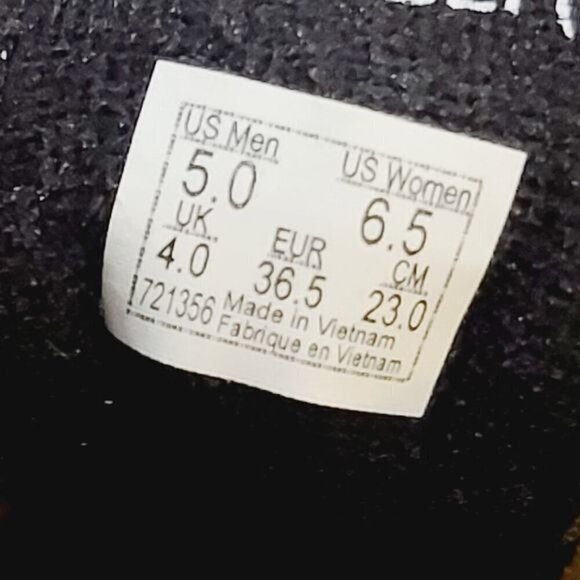 US Men US Women
5.0 6.5
UK EUR CM
4.0 36.5 23.0
721356 Made in Vietnam
Fabrique en Vietnam